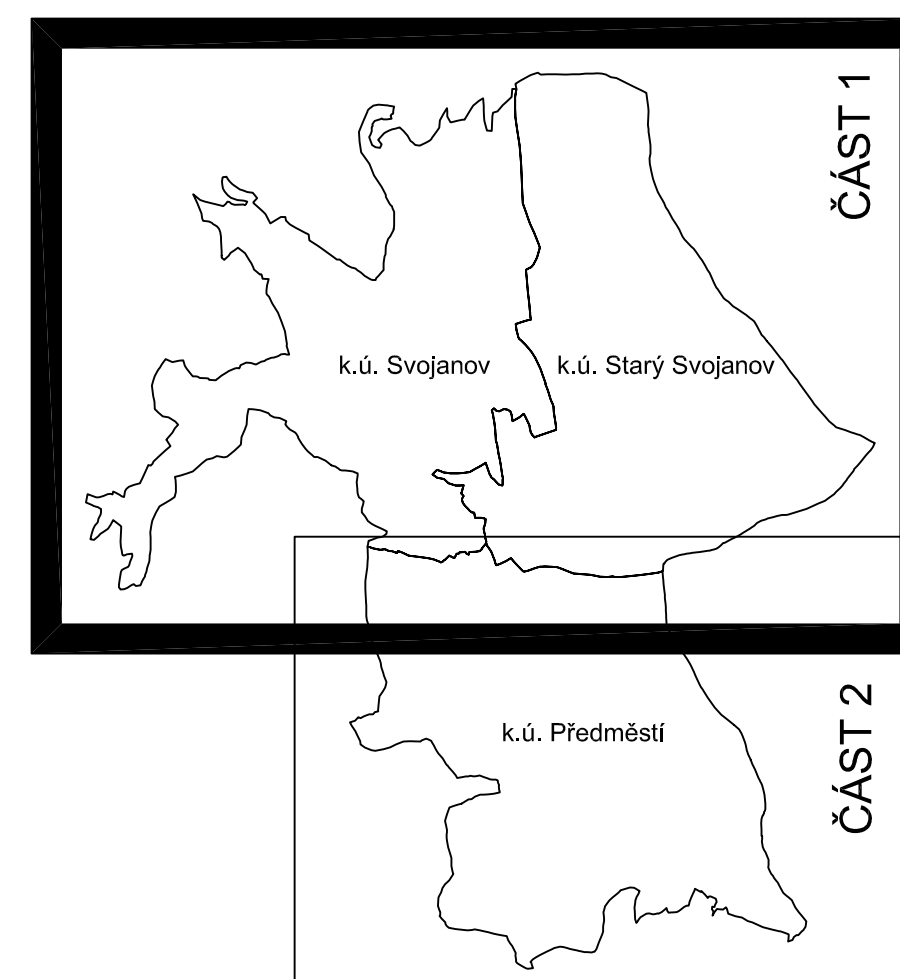 ČÁST 1
k.ú. Svojanov
k.ú. Starý Svojanov
ČÁST 2
k.ú. Předměstí